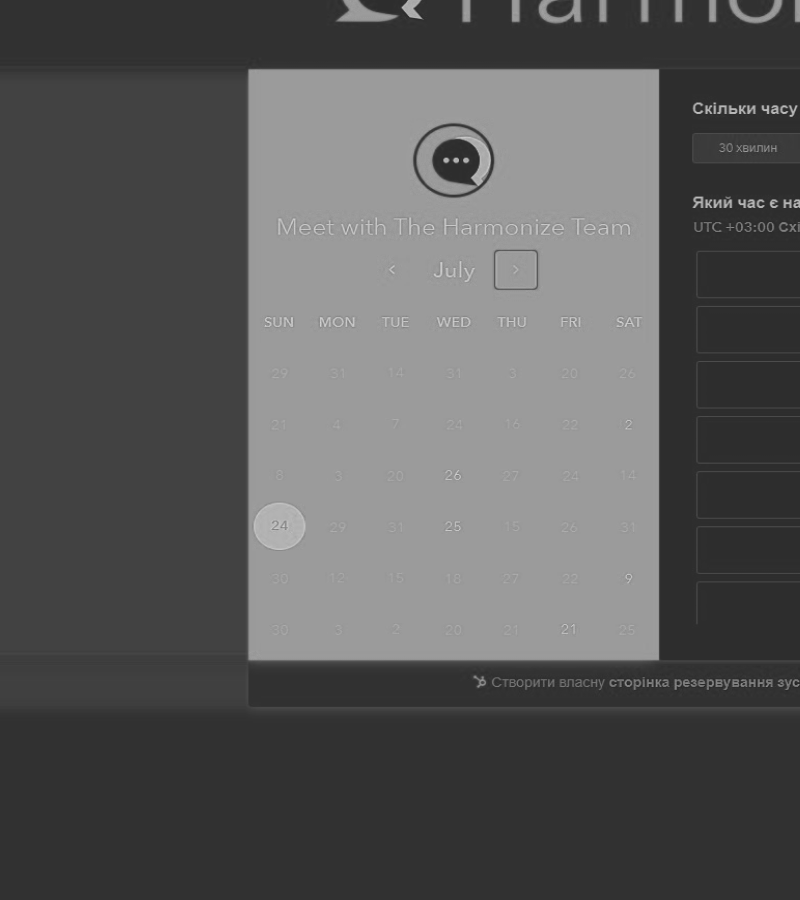 Harmon
Скільки часу
30 хвилин
Який час є на
UTC +03:00 Схі
Meet with The Harmonize Team
July
SUN MON TUE WED THU FRI SAT
29 31 14 31 3 20 26
21 4 7 24 16 22 2
8 3 20 26 27 24 14
24 29 31 25 15 26 31
30 12 15 18 27 22 9
30 3 2 20 21 21 25
Створити власну сторінка резервування зус